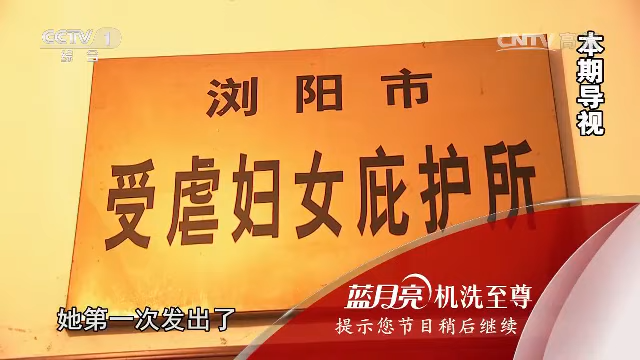 CCTV 1
综合
CNTV 高
本期导视
浏阳市
受虐妇女庇护所
蓝月亮 机洗至尊
提示您节目稍后继续
她第一次发出了